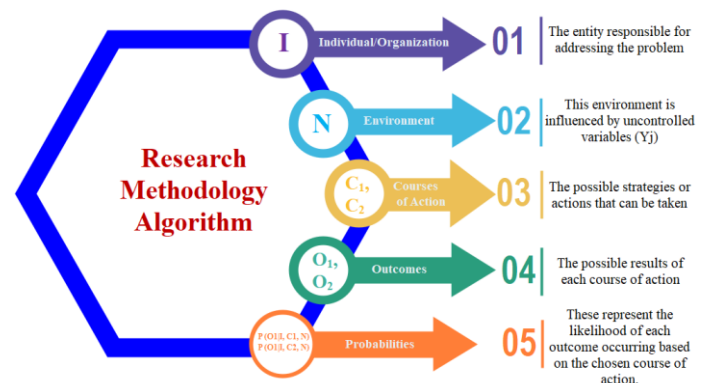 Research
Methodology
Algorithm
I
Individual/Organization
01
The entity responsible for
addressing the problem
N
Environment
02
This environment is
influenced by uncontrolled
variables (Yj)
C1,
C2
Courses
of Action
03
The possible strategies or
actions that can be taken
O1,
O2
Outcomes
04
The possible results of
each course of action
P (O1|I, C1, N)
P (O1|I, C2, N)
Probabilities
05
These represent the
likelihood of each
outcome occurring based
on the chosen course of
action.